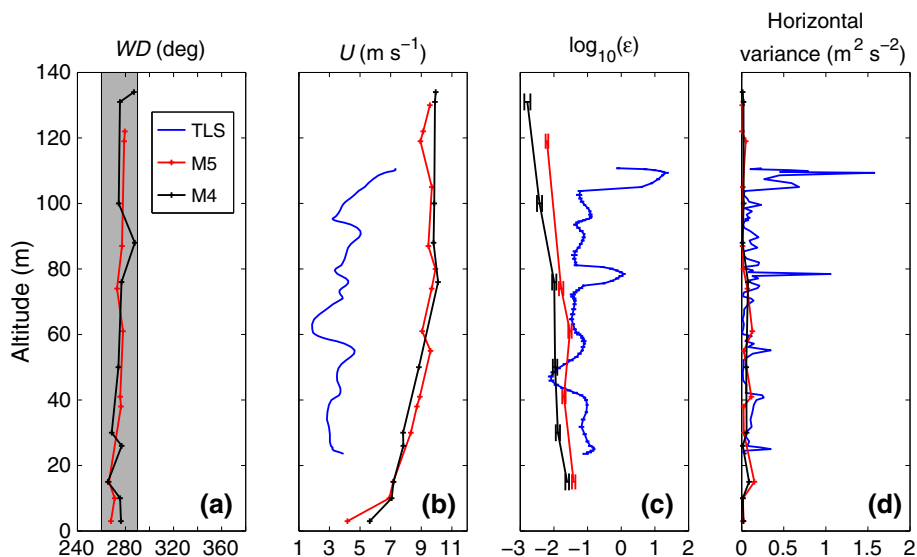 WD (deg)
U (m s⁻¹)
log₁₀(ε)
Horizontal
variance (m² s⁻²)
Altitude (m)
140
120
100
80
60
40
20
0
TLS
M5
M4
(a)
(b)
(c)
(d)
240 280 320 360
1 3 5 7 9 11
−3 −2 −1 0 1 2
0 0.5 1 1.5 2